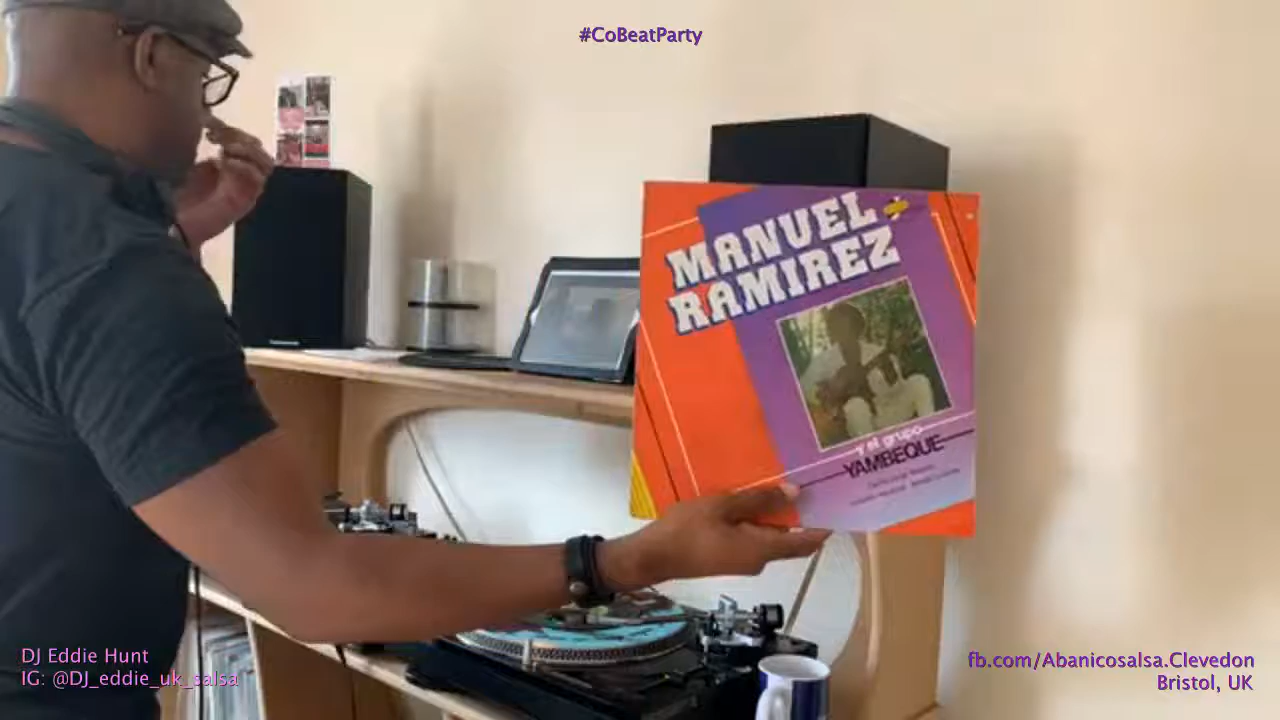 #CoBeatParty
MANUEL
RAMIREZ
y el grupo
YAMBEQUE
DJ Eddie Hunt
IG: @DJ_eddie_uk_salsa
fb.com/Abanicosalsa.Clevedon
Bristol, UK